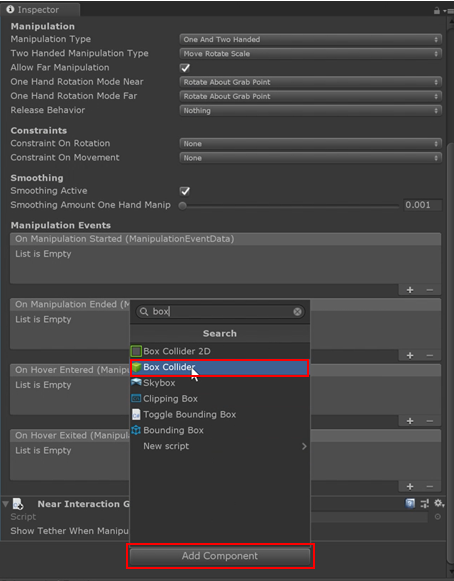 Inspector
Manipulation
Manipulation Type One And Two Handed
Two Handed Manipulation Type Move Rotate Scale
Allow Far Manipulation
One Hand Rotation Mode Near Rotate About Grab Point
One Hand Rotation Mode Far Rotate About Grab Point
Release Behavior Nothing
Constraints
Constraint On Rotation None
Constraint On Movement None
Smoothing
Smoothing Active
Smoothing Amount One Hand Manip 0.001
Manipulation Events
On Manipulation Started (ManipulationEventData)
List is Empty
+ −
On Manipulation Ended (M
List is Empty
+ −
box
Search
Box Collider 2D
Box Collider
On Hover Entered (Manipu
List is Empty
+ −
Skybox
Clipping Box
Toggle Bounding Box
Bounding Box
New script
On Hover Exited (Manipul
List is Empty
+ −
Near Interaction G
Script
Show Tether When Manipu
Add Component